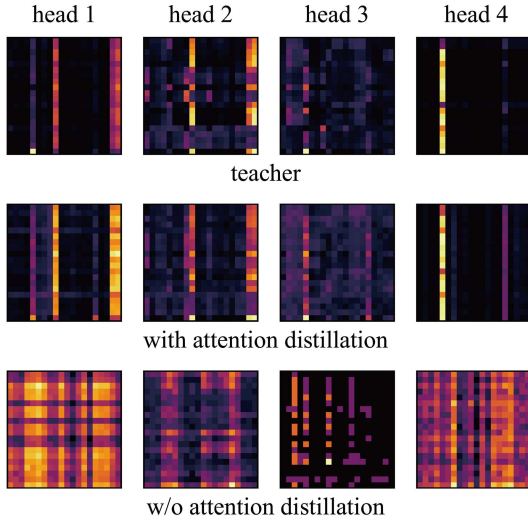 head 1 head 2 head 3 head 4
teacher
with attention distillation
w/o attention distillation